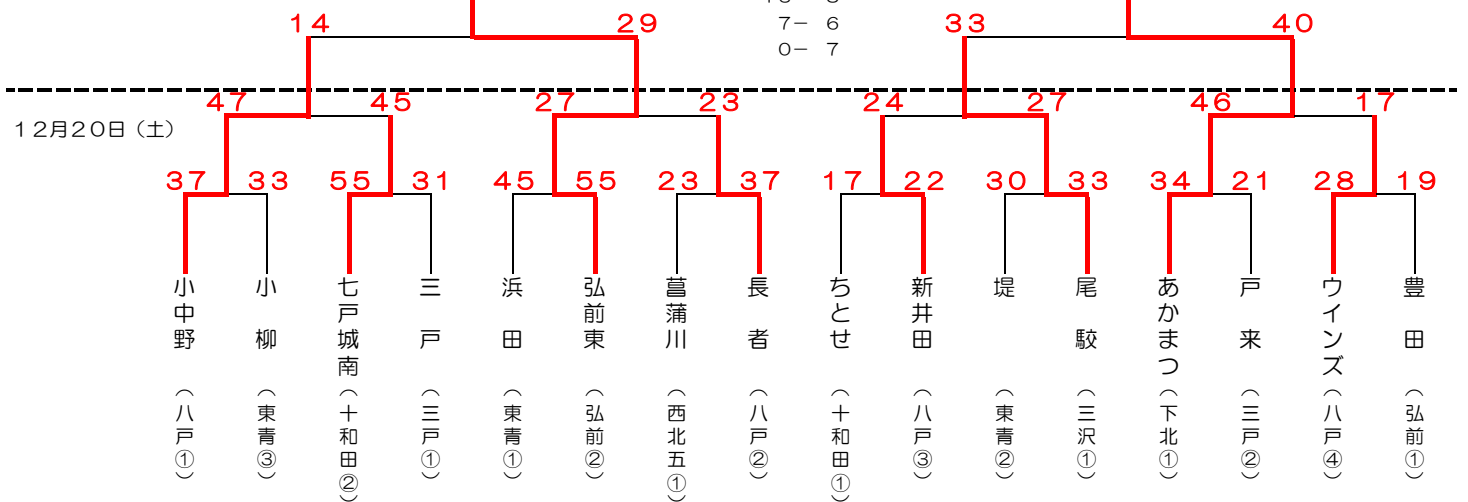 14 29 33 40
7－ 6
0－ 7
47 45 27 23 24 27 46 17
12月20日（土）
37 33 55 31 45 55 23 37 17 22 30 33 34 21 28 19
小中野（八戸①）
小柳（東青③）
七戸城南（十和田②）
三戸（三戸①）
浜田（東青①）
弘前東（弘前②）
菖蒲川（西北五①）
長者（八戸②）
ちとせ（十和田①）
新井田（八戸③）
堤（東青②）
尾駮（三沢①）
あかまつ（下北①）
戸来（三戸②）
ウインズ（八戸④）
豊田（弘前①）